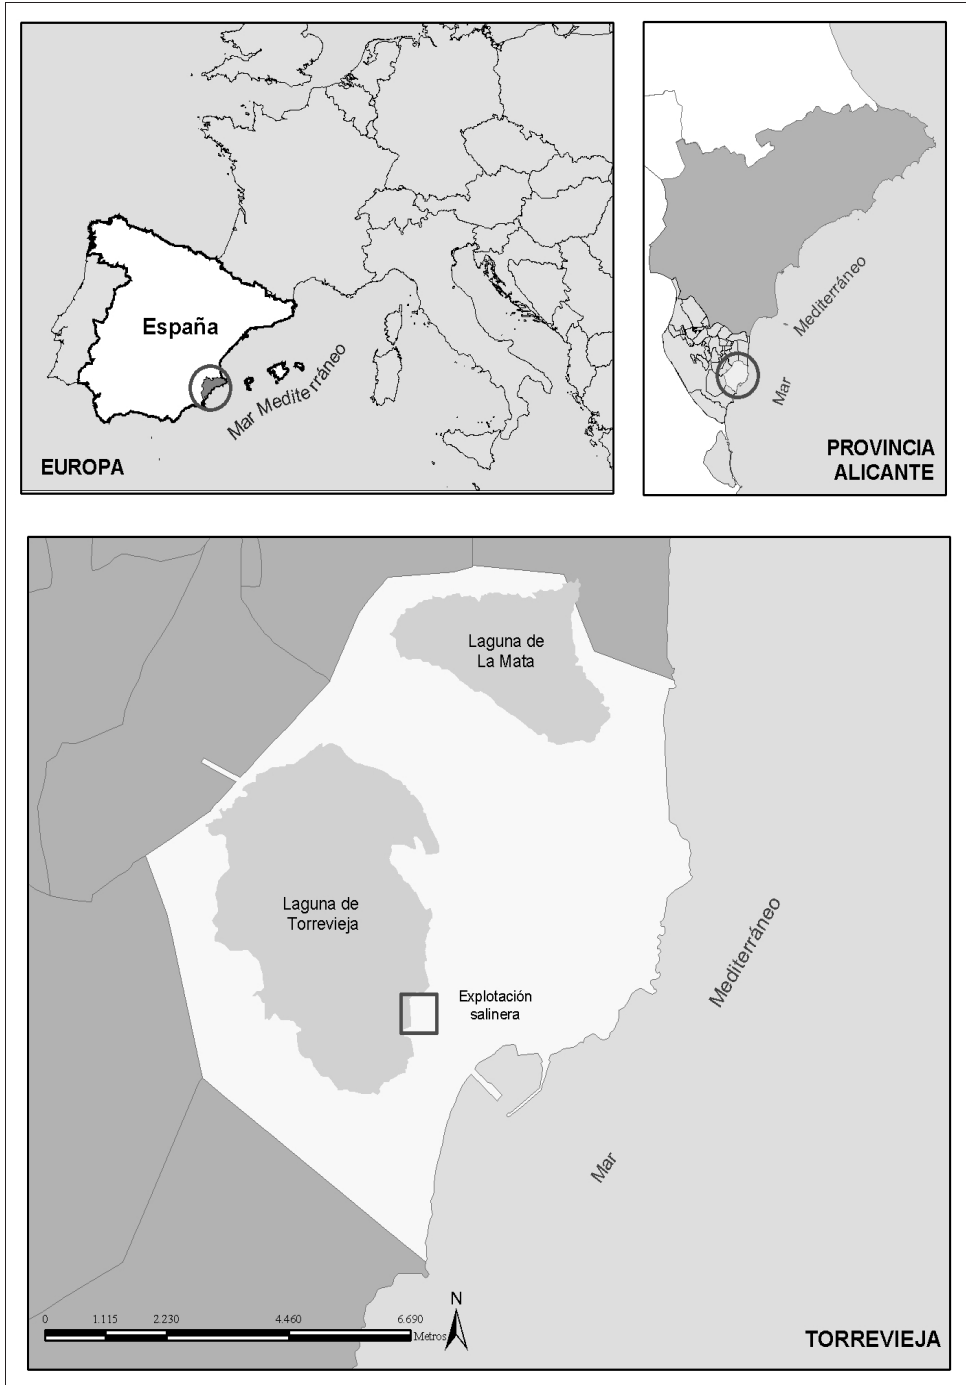 España
Mar Mediterráneo
EUROPA
Mediterráneo
Mar
PROVINCIA
ALICANTE
Laguna de
La Mata
Laguna de
Torrevieja
Explotación
salinera
Mediterráneo
Mar
N
0 1.115 2.230 4.460 6.690
Metros
TORREVIEJA